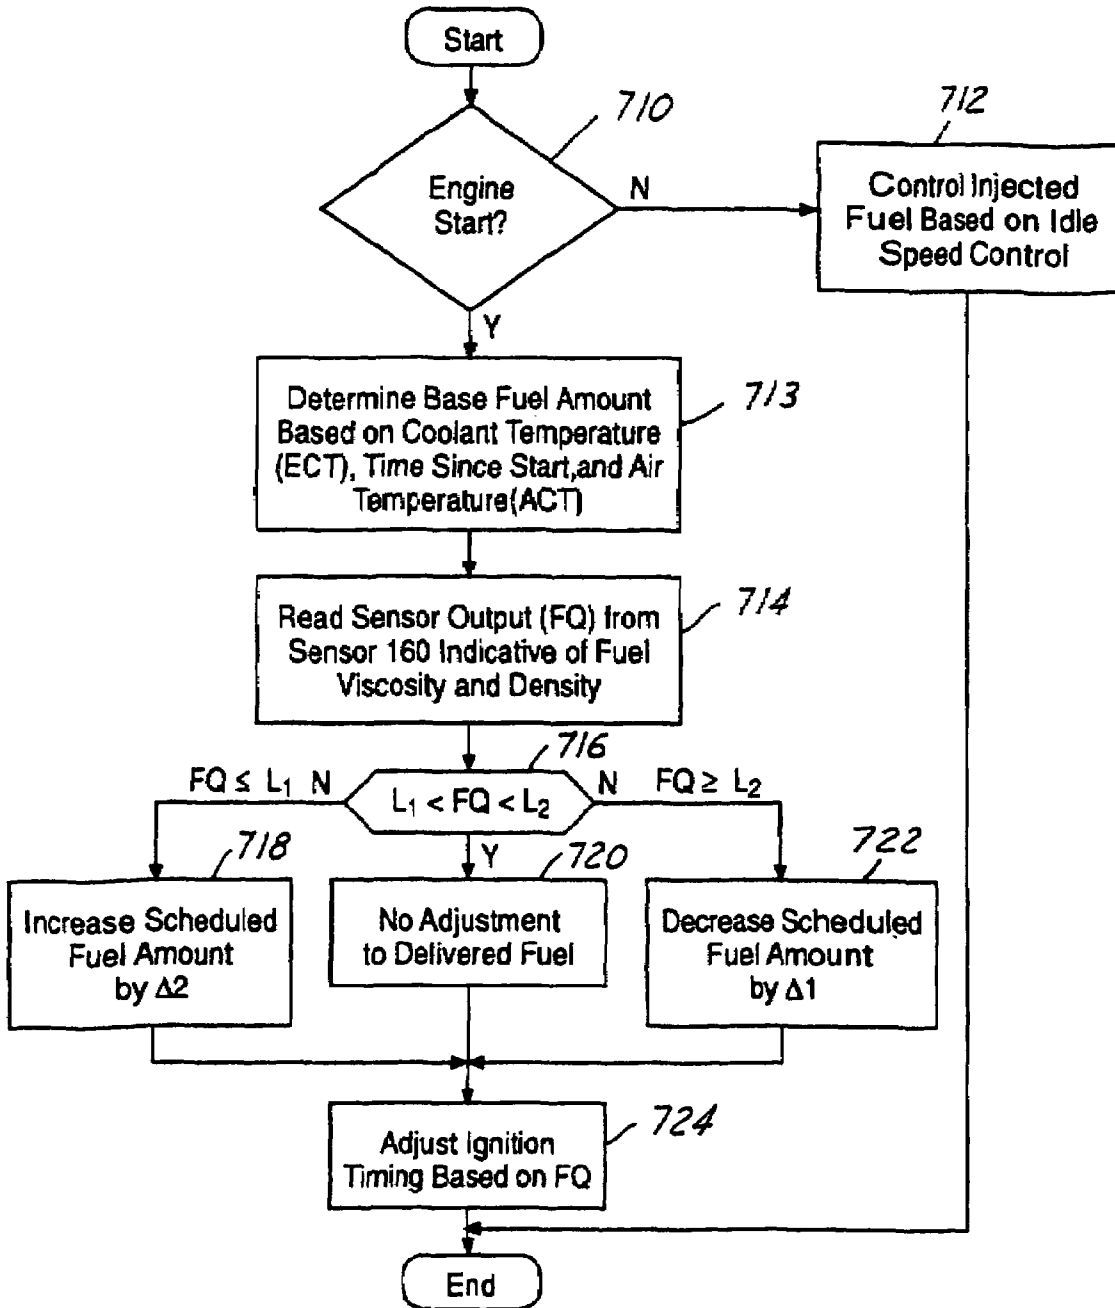 Start
710
Engine
Start?
N
712
Control Injected
Fuel Based on Idle
Speed Control
Y
713
Determine Base Fuel Amount
Based on Coolant Temperature
(ECT), Time Since Start,and Air
Temperature(ACT)
714
Read Sensor Output (FQ) from
Sensor 160 Indicative of Fuel
Viscosity and Density
716
FQ ≤ L1 N
L1 < FQ < L2
N FQ ≥ L2
Y
718
Increase Scheduled
Fuel Amount
by Δ2
720
No Adjustment
to Delivered Fuel
722
Decrease Scheduled
Fuel Amount
by Δ1
724
Adjust Ignition
Timing Based on FQ
End